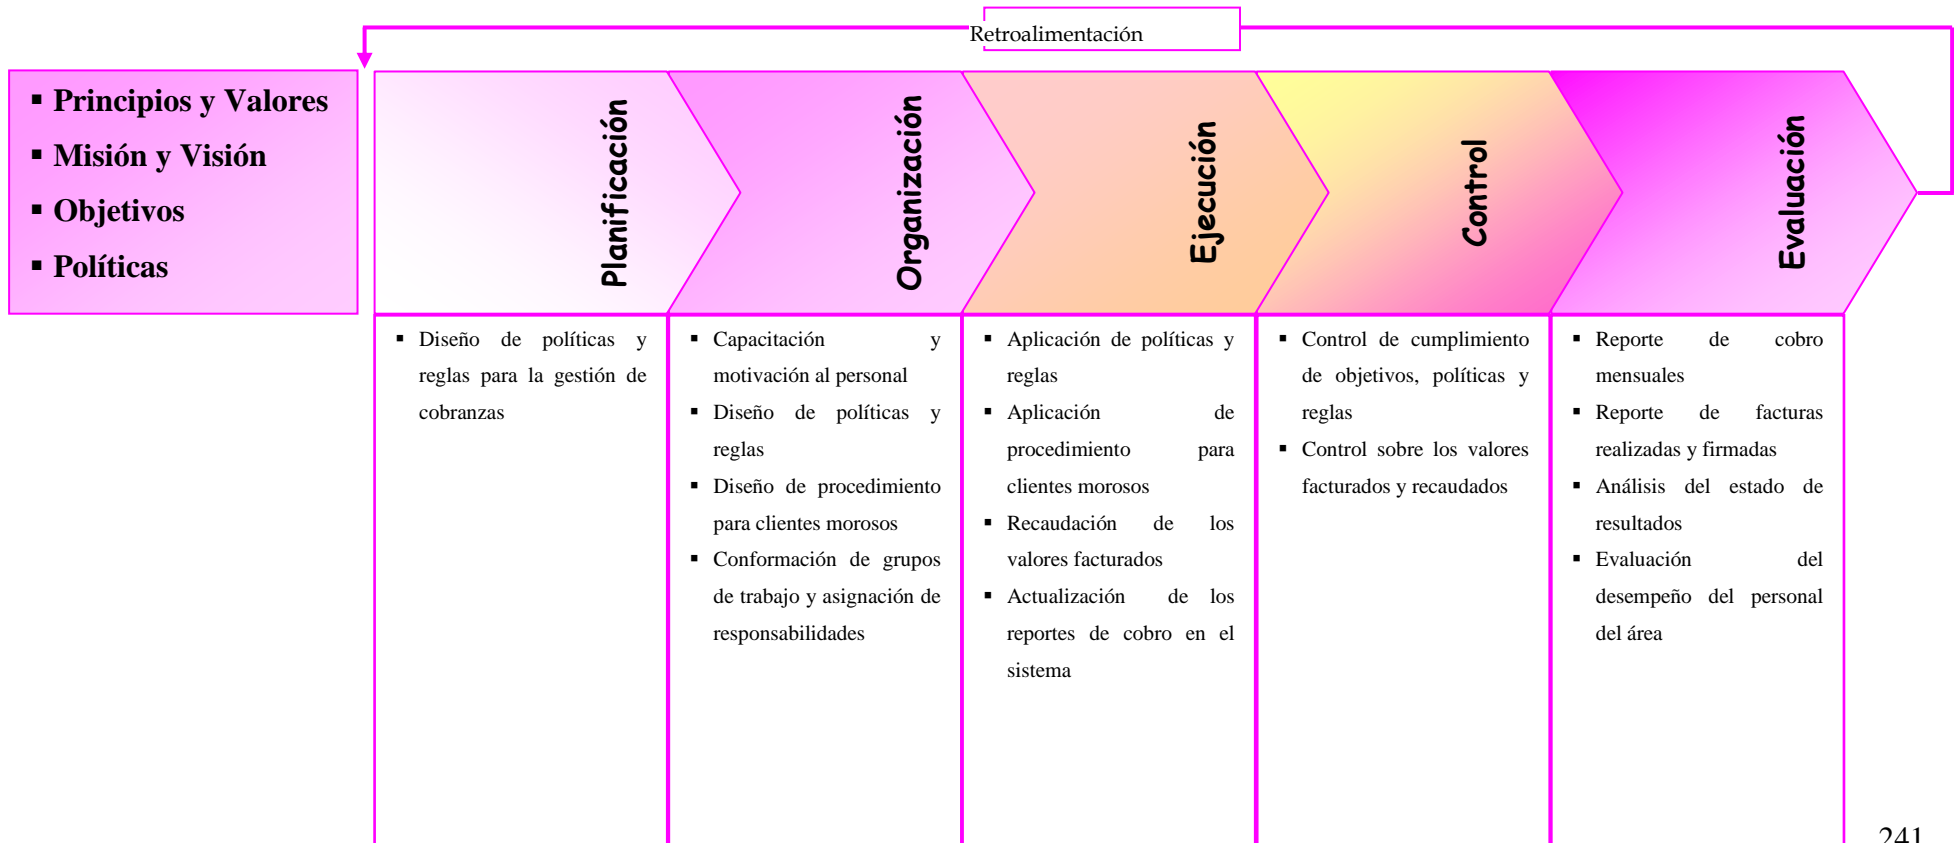 Retroalimentación
▪ Principios y Valores
▪ Misión y Visión
▪ Objetivos
▪ Políticas
Planificación
Organización
Ejecución
Control
Evaluación
▪ Diseño de políticas y
reglas para la gestión de
cobranzas
▪ Capacitación y
motivación al personal
▪ Diseño de políticas y
reglas
▪ Diseño de procedimiento
para clientes morosos
▪ Conformación de grupos
de trabajo y asignación de
responsabilidades
▪ Aplicación de políticas y
reglas
▪ Aplicación de
procedimiento para
clientes morosos
▪ Recaudación de los
valores facturados
▪ Actualización de los
reportes de cobro en el
sistema
▪ Control de cumplimiento
de objetivos, políticas y
reglas
▪ Control sobre los valores
facturados y recaudados
▪ Reporte de cobro
mensuales
▪ Reporte de facturas
realizadas y firmadas
▪ Análisis del estado de
resultados
▪ Evaluación del
desempeño del personal
del área
241